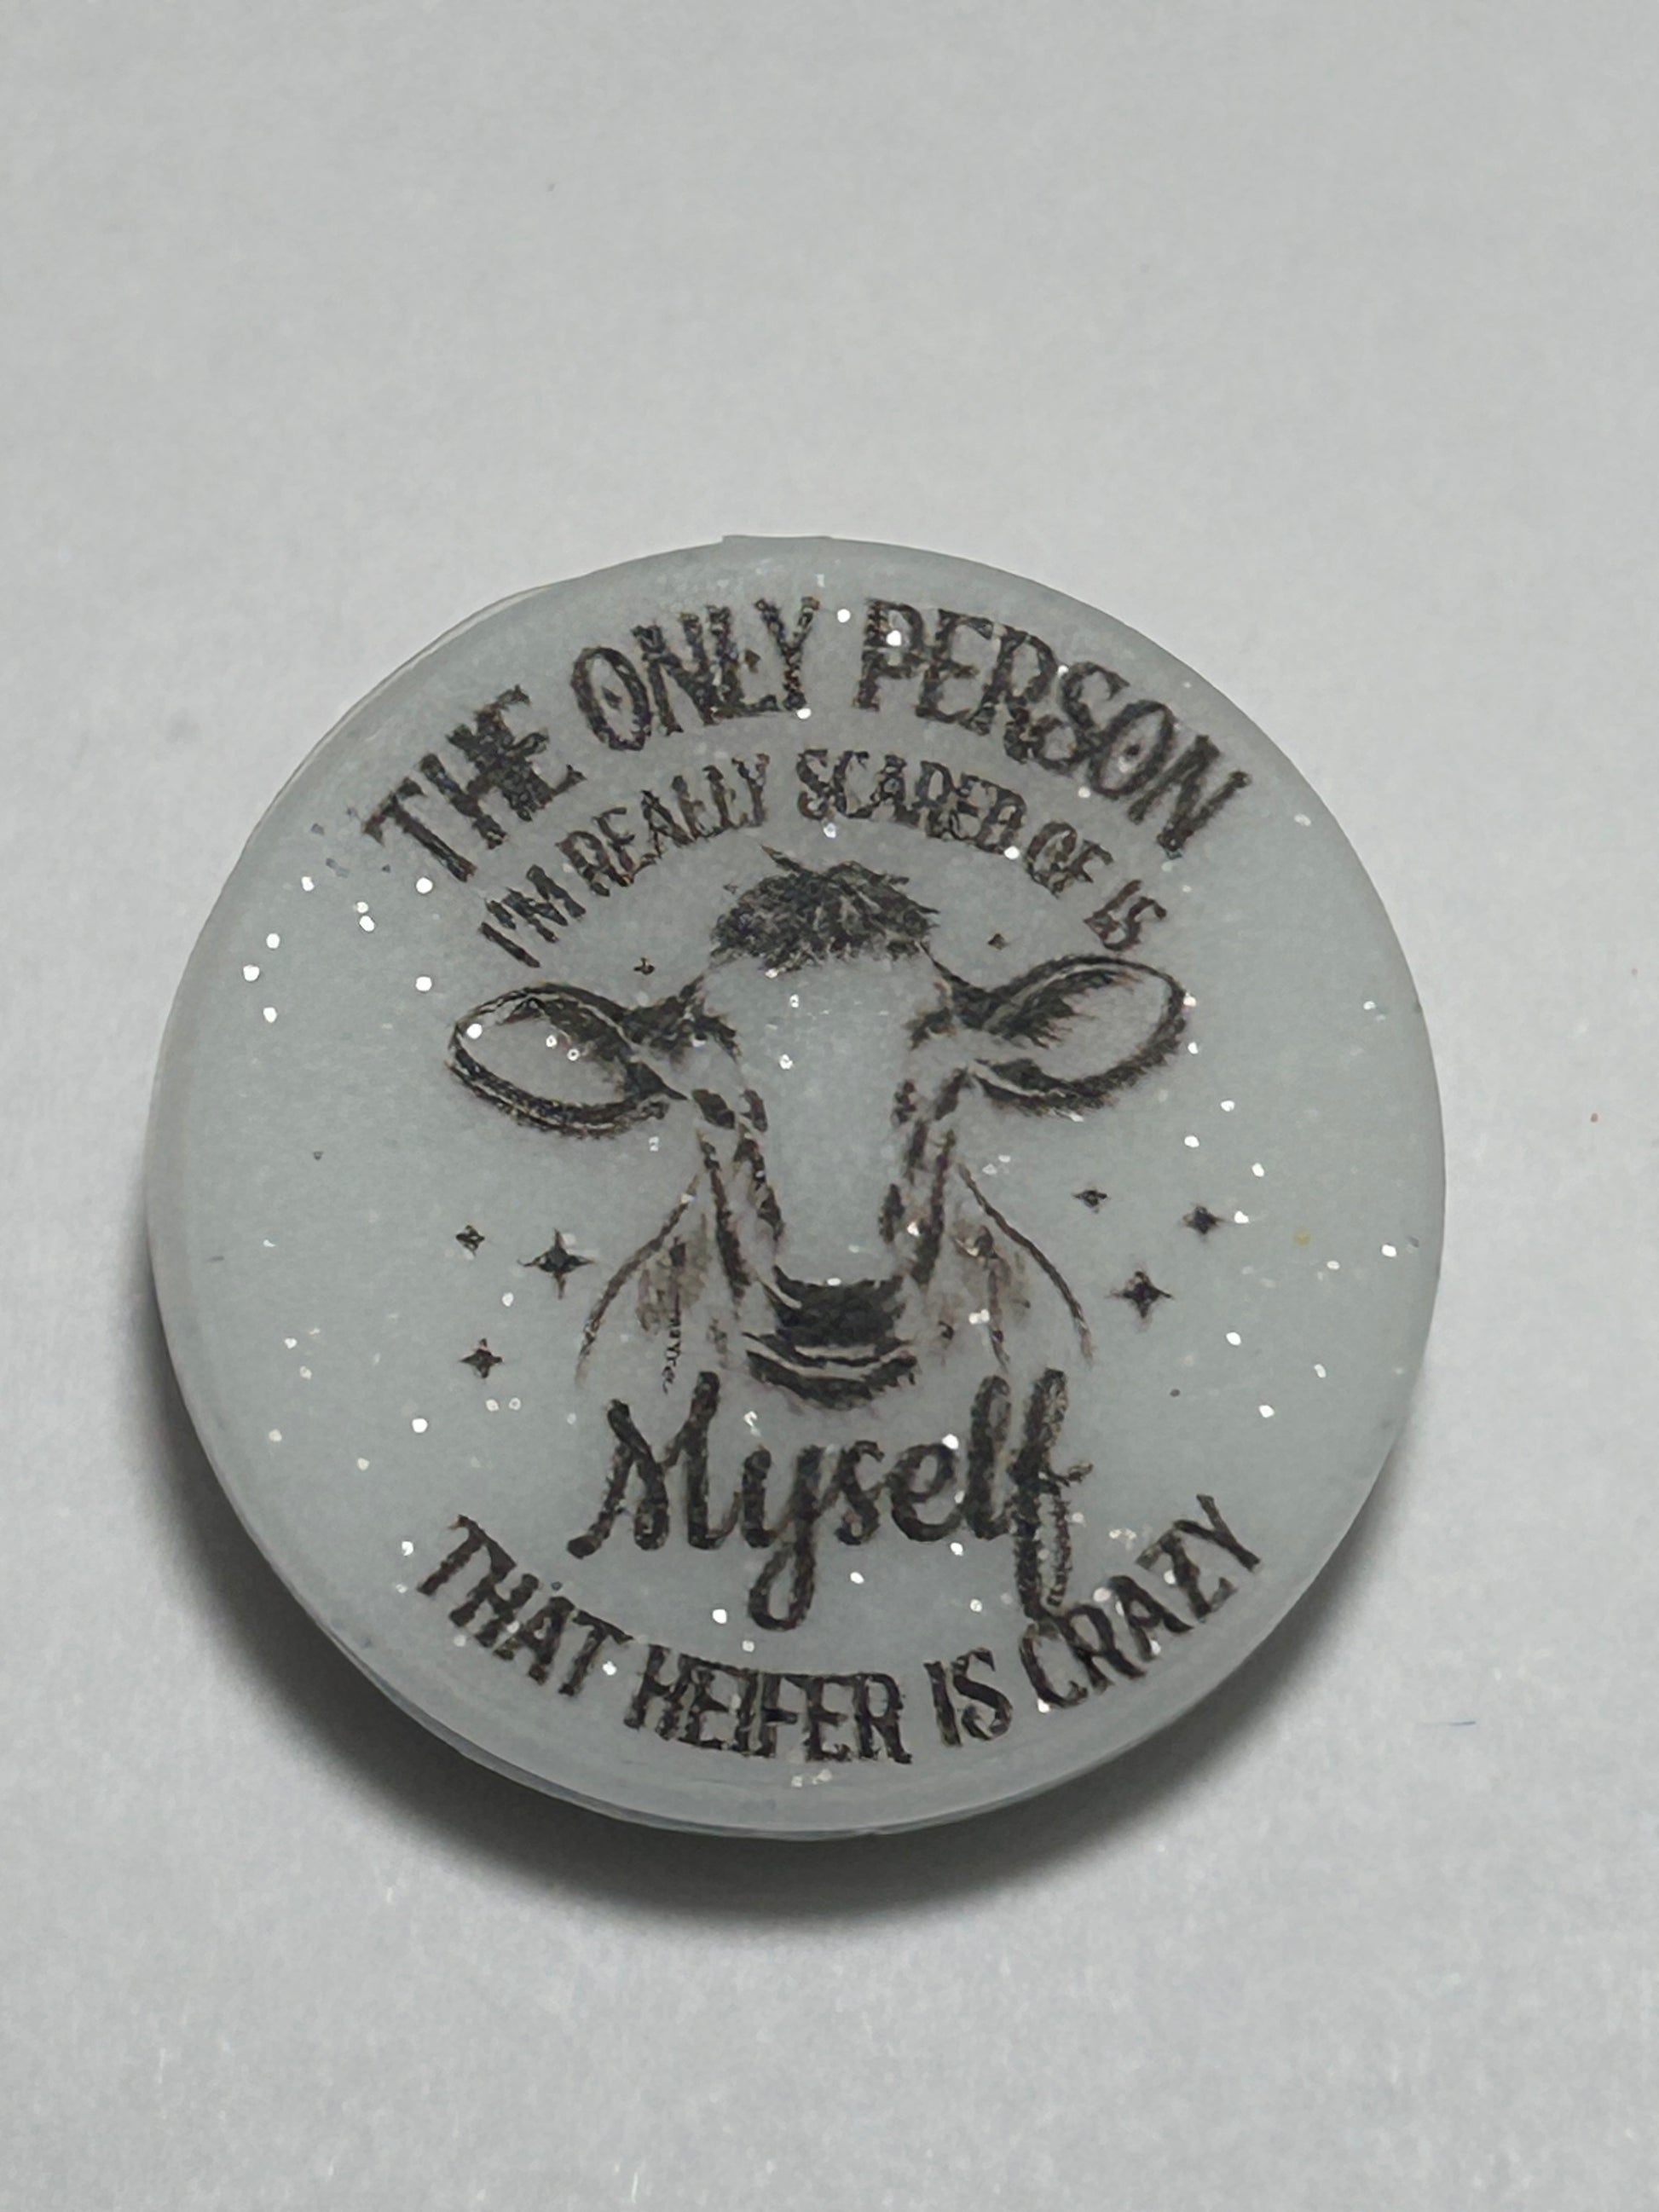 THE ONLY PERSON
I'M REALLY SCARED OF IS
Myself
THAT HEIFER IS CRAZY